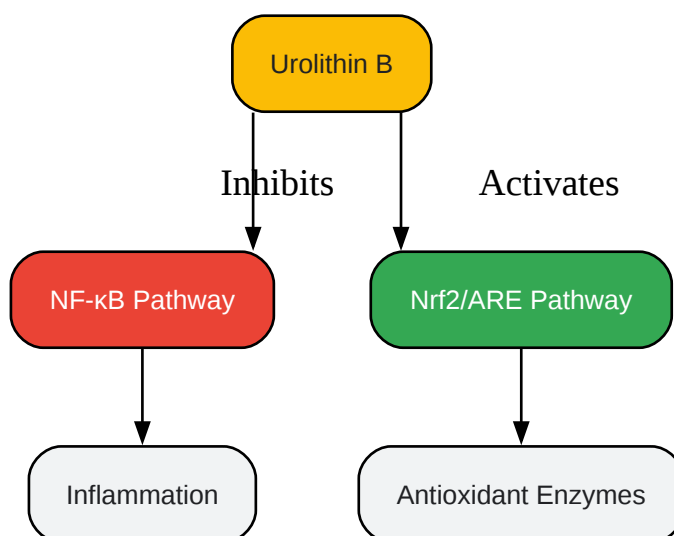 Urolithin B
Inhibits
Activates
NF-κB Pathway
Nrf2/ARE Pathway
Inflammation
Antioxidant Enzymes